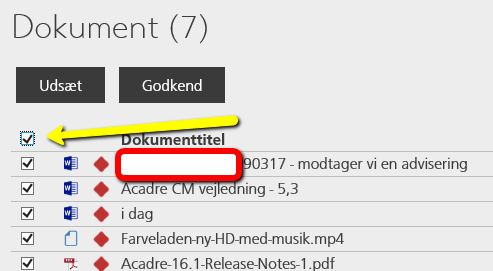 Dokument (7)
Udsæt Godkend
Dokumenttitel
90317 - modtager vi en advisering
Acadre CM vejledning - 5,3
i dag
Farveladen-ny-HD-med-musik.mp4
Acadre-16.1-Release-Notes-1.pdf